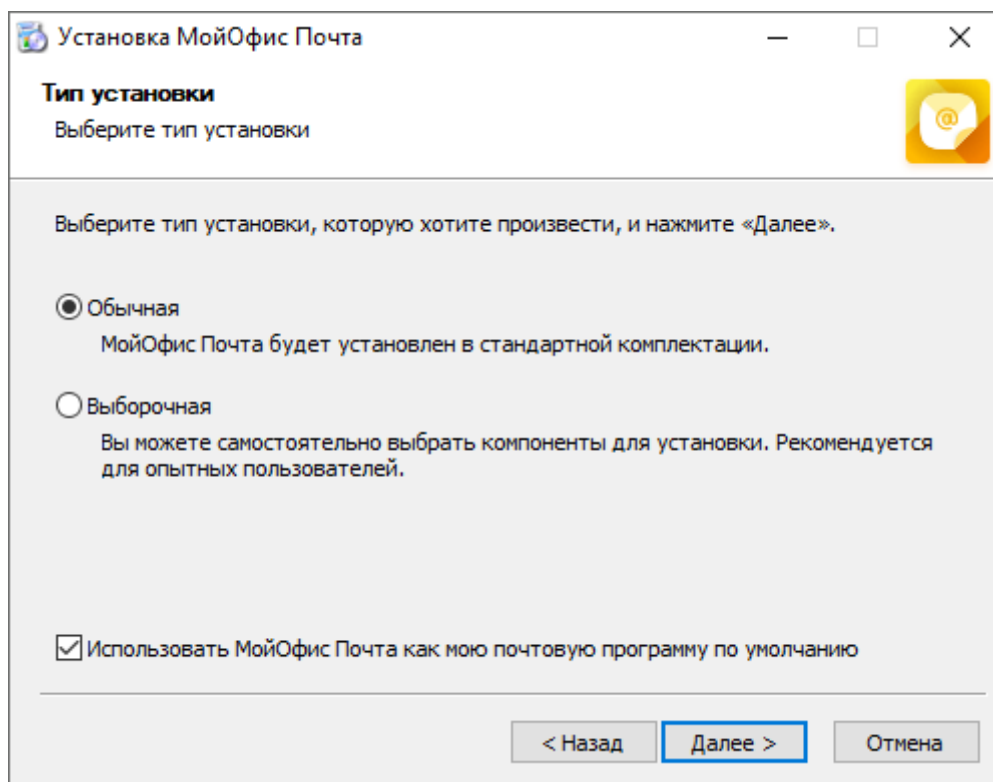 Установка МойОфис Почта
Тип установки
Выберите тип установки
@
Выберите тип установки, которую хотите произвести, и нажмите «Далее».
Обычная
МойОфис Почта будет установлен в стандартной комплектации.
Выборочная
Вы можете самостоятельно выбрать компоненты для установки. Рекомендуется
для опытных пользователей.
Использовать МойОфис Почта как мою почтовую программу по умолчанию
< Назад
Далее >
Отмена